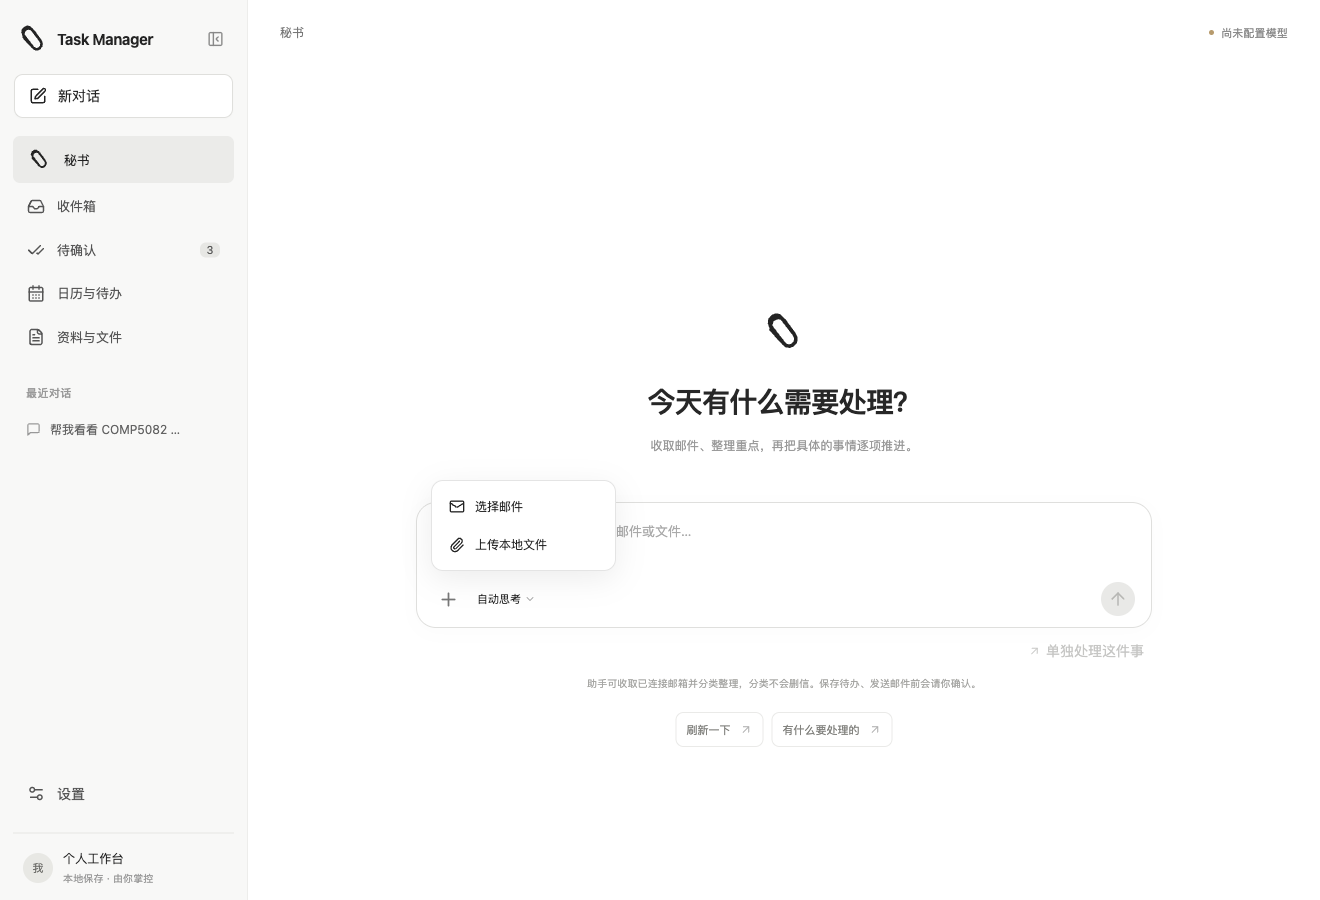 Task Manager
新对话
秘书
收件箱
待确认
3
日历与待办
资料与文件
最近对话
帮我看看 COMP5082 ...
设置
我
个人工作台
本地保存 · 由你掌控
秘书
尚未配置模型
今天有什么需要处理?
收取邮件、整理重点，再把具体的事情逐项推进。
选择邮件
上传本地文件
邮件或文件...
自动思考
单独处理这件事
助手可收取已连接邮箱并分类整理，分类不会删信。保存待办、发送邮件前会请你确认。
刷新一下
有什么要处理的